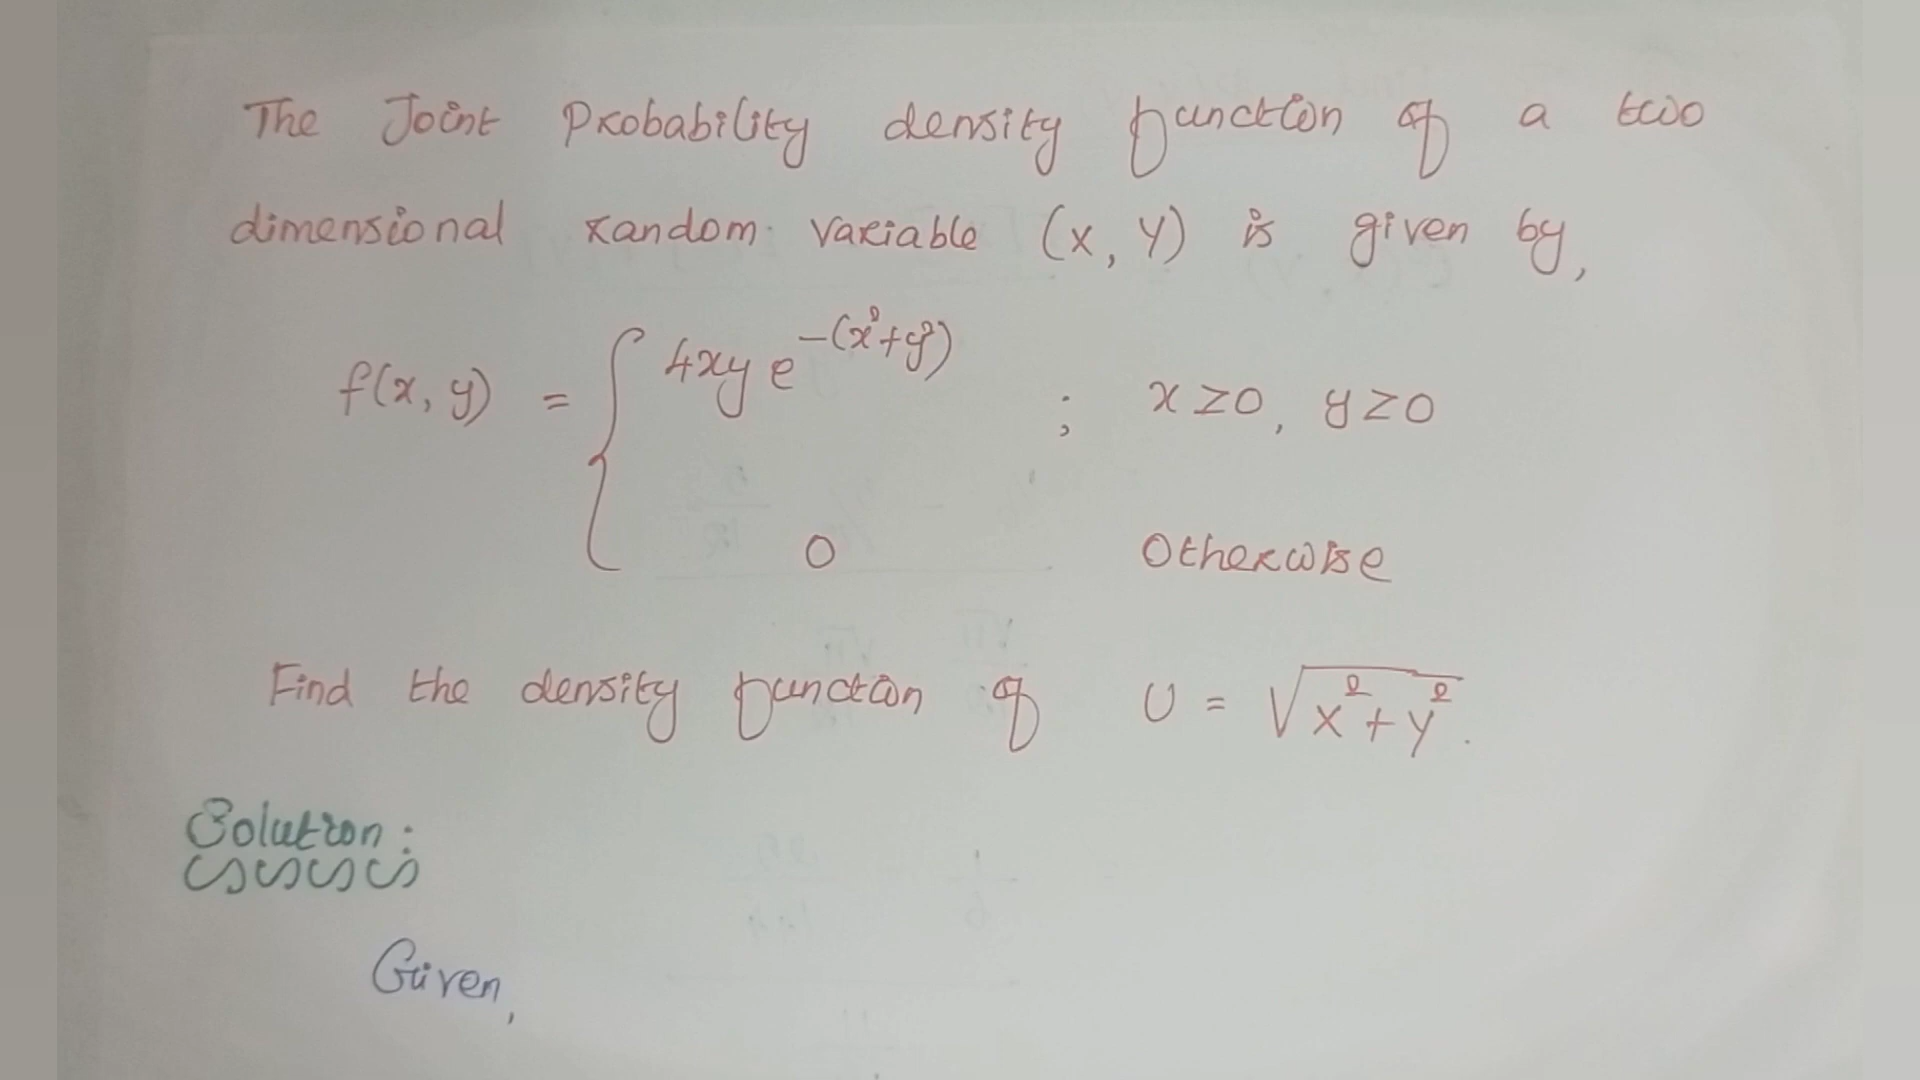 The Joint Probability density function of a two
dimensional random variable (X, Y) is given by,
f(x, y) = { 4xy e^-(x²+y²) ; x ≥ 0, y ≥ 0
0 Otherwise
Find the density function of U = √X²+Y².
Solution:
Given,